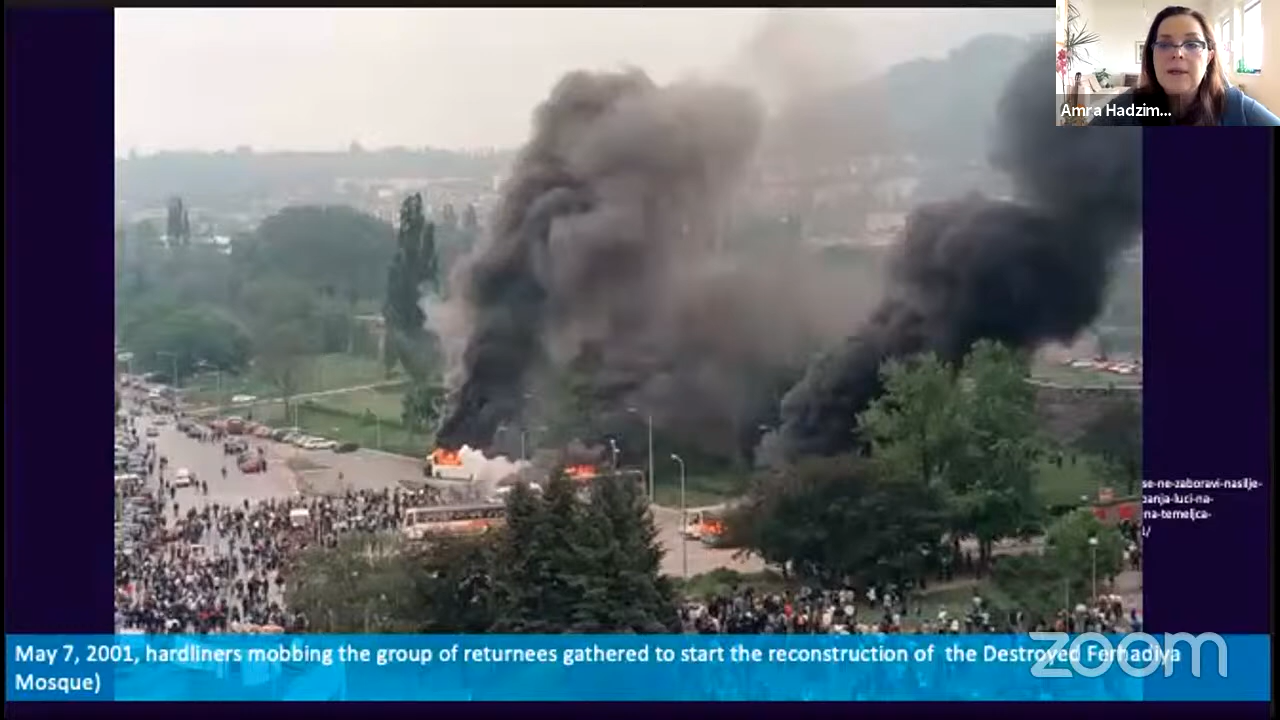 Amra Hadzim...
se-ne-zaboravi-nasilje-
banja-luci-na-
na-temeljca-
1/
May 7, 2001, hardliners mobbing the group of returnees gathered to start the reconstruction of the Destroyed Ferhadiya
Mosque)
zoom